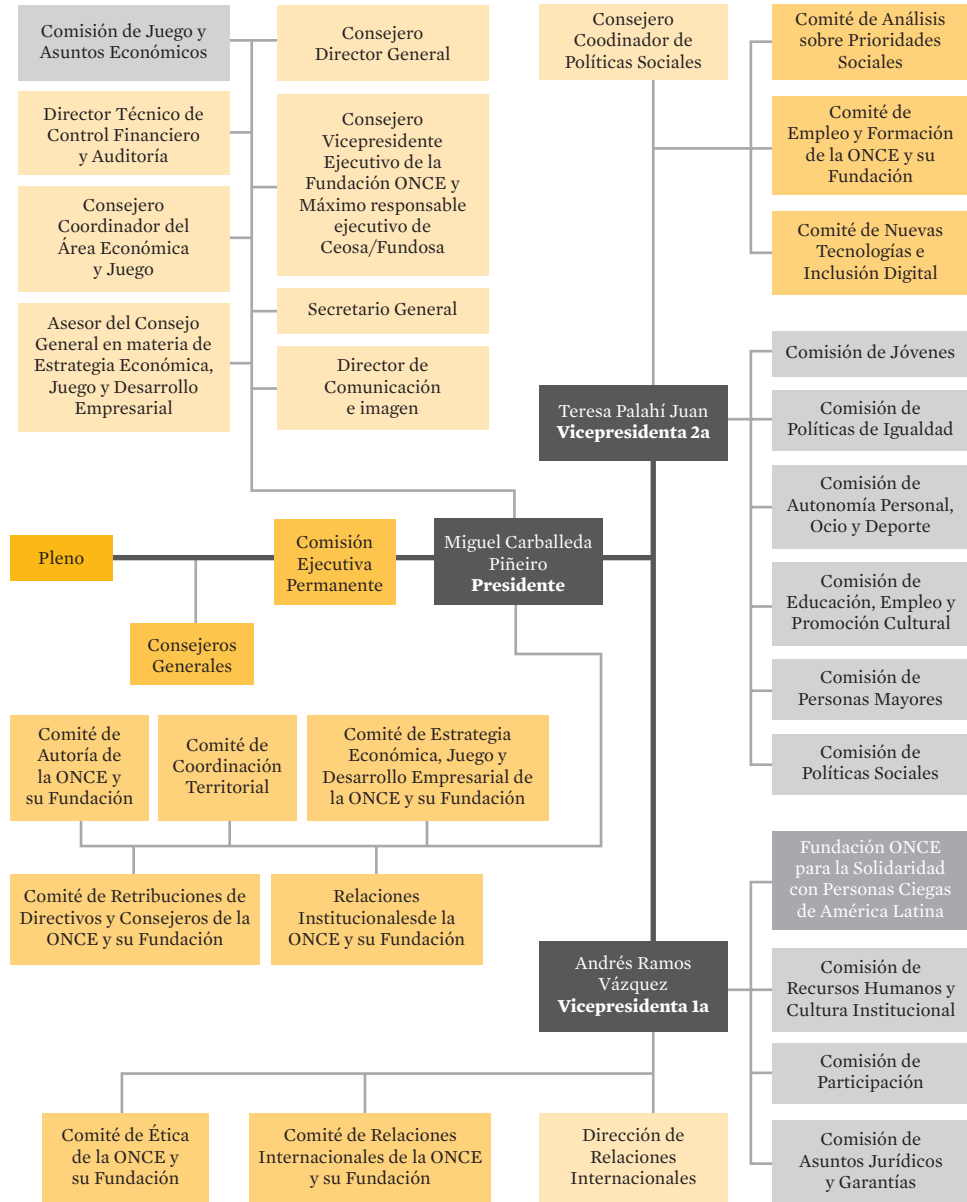 Comisión de Juego y
Asuntos Económicos
Director Técnico de
Control Financiero
y Auditoría
Consejero
Coordinador del
Área Económica
y Juego
Asesor del Consejo
General en materia de
Estrategia Económica,
Juego y Desarrollo
Empresarial
Consejero
Director General
Consejero
Vicepresidente
Ejecutivo de la
Fundación ONCE y
Máximo responsable
ejecutivo de
Ceosa/Fundosa
Secretario General
Director de
Comunicación
e imagen
Consejero
Coodinador de
Políticas Sociales
Comité de Análisis
sobre Prioridades
Sociales
Comité de
Empleo y Formación
de la ONCE y su
Fundación
Comité de Nuevas
Tecnologías e
Inclusión Digital
Teresa Palahí Juan
Vicepresidenta 2a
Comisión de Jóvenes
Comisión de
Políticas de Igualdad
Comisión de
Autonomía Personal,
Ocio y Deporte
Comisión de
Educación, Empleo y
Promoción Cultural
Comisión de
Personas Mayores
Comisión de
Políticas Sociales
Pleno
Comisión
Ejecutiva
Permanente
Miguel Carballeda
Piñeiro
Presidente
Consejeros
Generales
Comité de
Autoría de
la ONCE y
su Fundación
Comité de
Coordinación
Territorial
Comité de Estrategia
Económica, Juego y
Desarrollo Empresarial de
la ONCE y su Fundación
Comité de Retribuciones de
Directivos y Consejeros de la
ONCE y su Fundación
Relaciones
Institucionalesde la
ONCE y su Fundación
Andrés Ramos
Vázquez
Vicepresidenta 1a
Fundación ONCE
para la Solidaridad
con Personas Ciegas
de América Latina
Comisión de
Recursos Humanos y
Cultura Institucional
Comisión de
Participación
Comisión de
Asuntos Jurídicos
y Garantías
Comité de Ética
de la ONCE y
su Fundación
Comité de Relaciones
Internacionales de la ONCE
y su Fundación
Dirección de
Relaciones
Internacionales